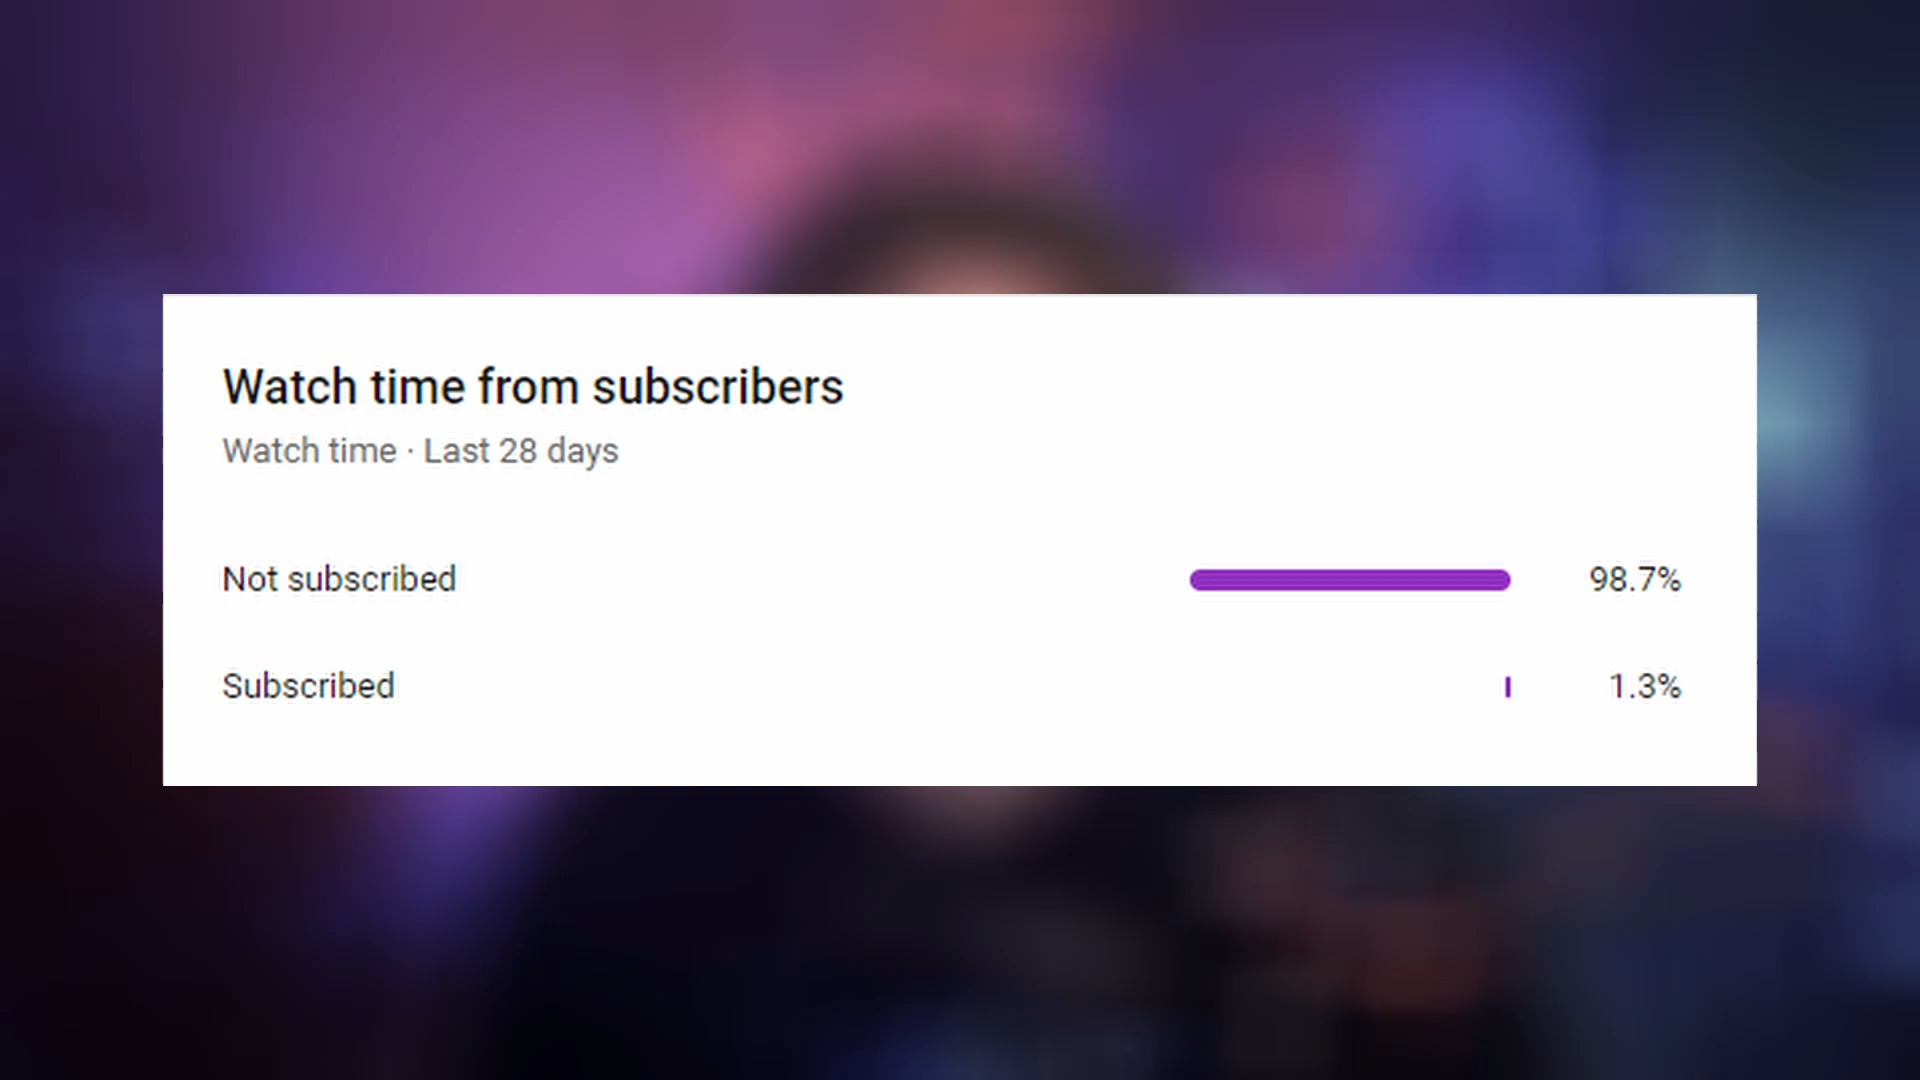 Watch time from subscribers
Watch time · Last 28 days
Not subscribed 98.7%
Subscribed 1.3%